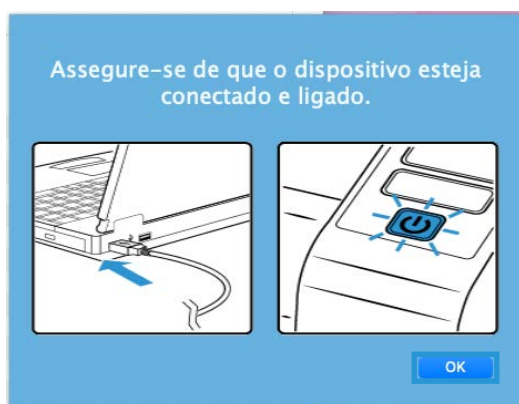 Assegure-se de que o dispositivo esteja
conectado e ligado.
OK